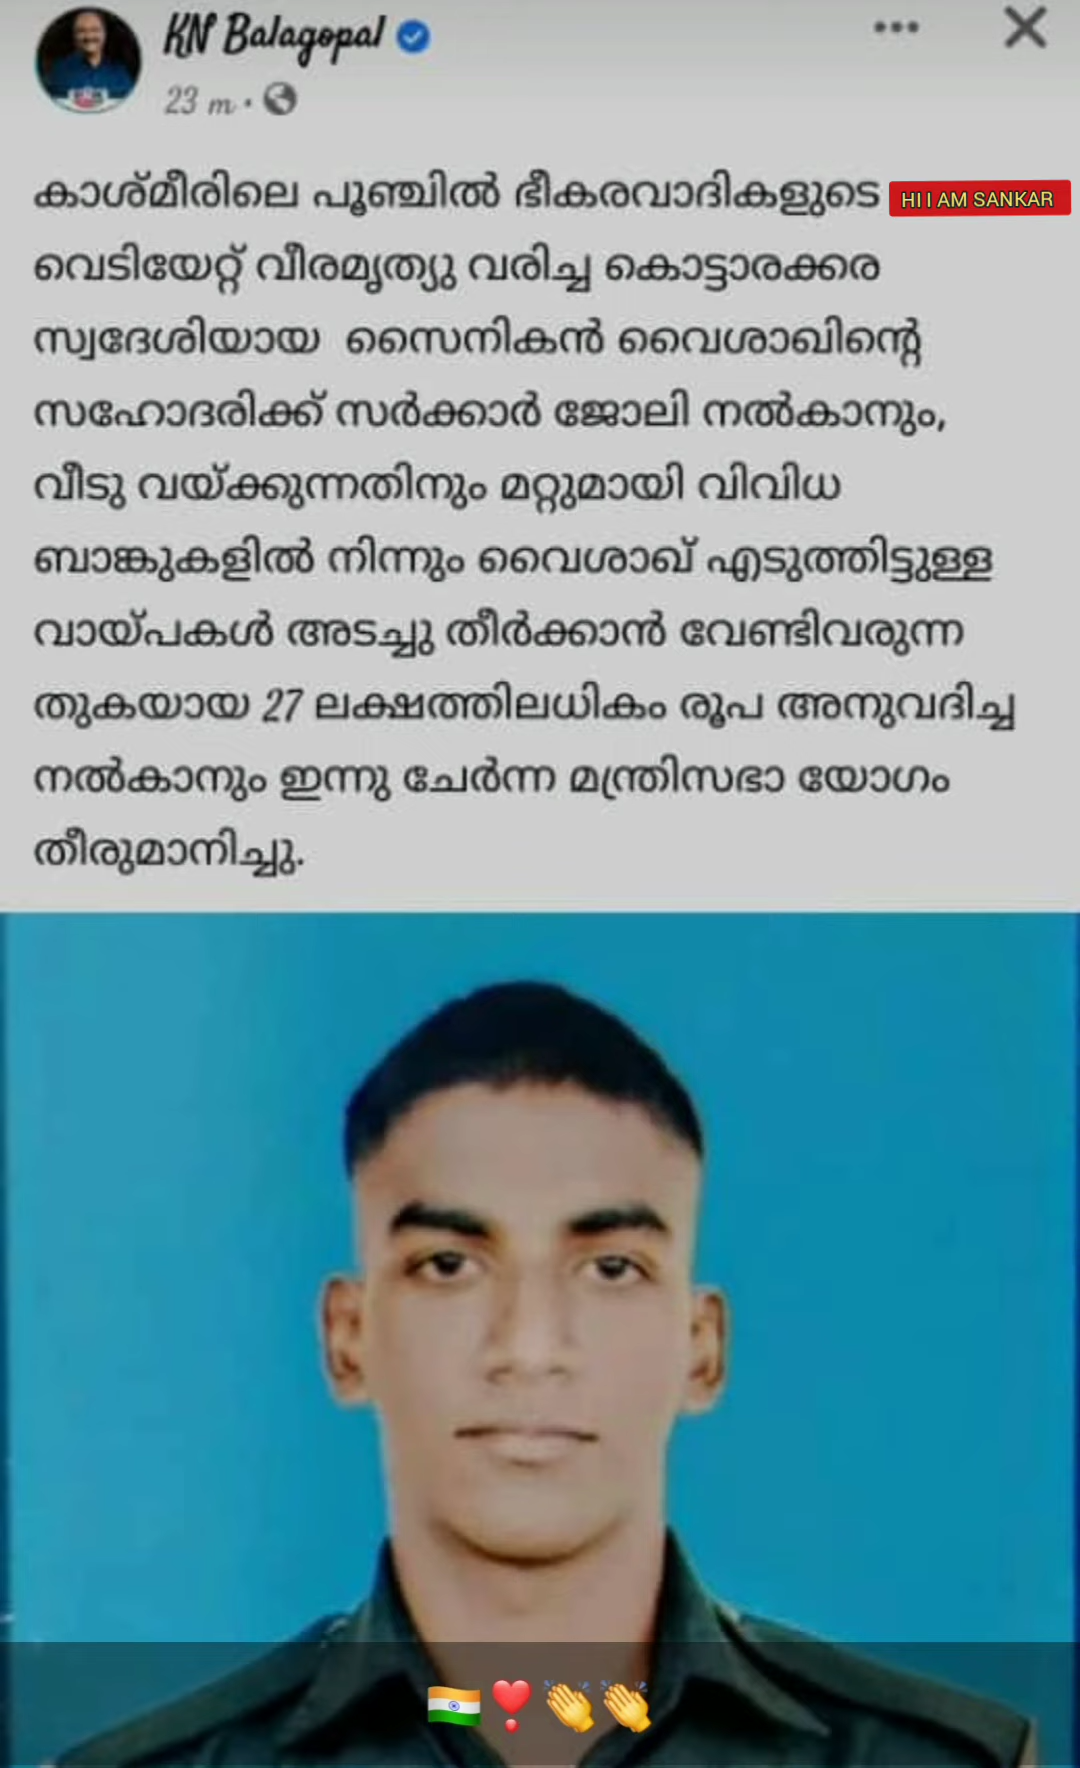 KN Balagopal
23 m
കാശ്മീരിലെ പൂഞ്ചിൽ ഭീകരവാദികളുടെ
HI I AM SANKAR
വെടിയേറ്റ് വീരമൃത്യു വരിച്ച കൊട്ടാരക്കര
സ്വദേശിയായ സൈനികൻ വൈശാഖിന്റെ
സഹോദരിക്ക് സർക്കാർ ജോലി നൽകാനും,
വീടു വയ്ക്കുന്നതിനും മറ്റുമായി വിവിധ
ബാങ്കുകളിൽ നിന്നും വൈശാഖ് എടുത്തിട്ടുള്ള
വായ്പകൾ അടച്ചു തീർക്കാൻ വേണ്ടിവരുന്ന
തുകയായ 27 ലക്ഷത്തിലധികം രൂപ അനുവദിച്ച
നൽകാനും ഇന്നു ചേർന്ന മന്ത്രിസഭാ യോഗം
തീരുമാനിച്ചു.